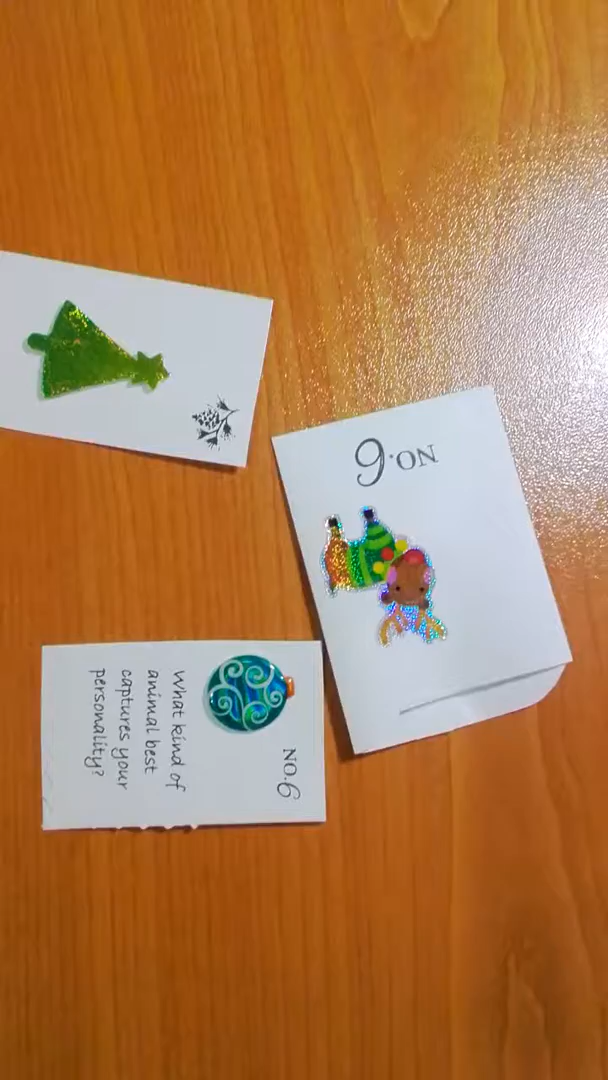 NO.6
NO.6
What kind of
animal best
captures your
personality?